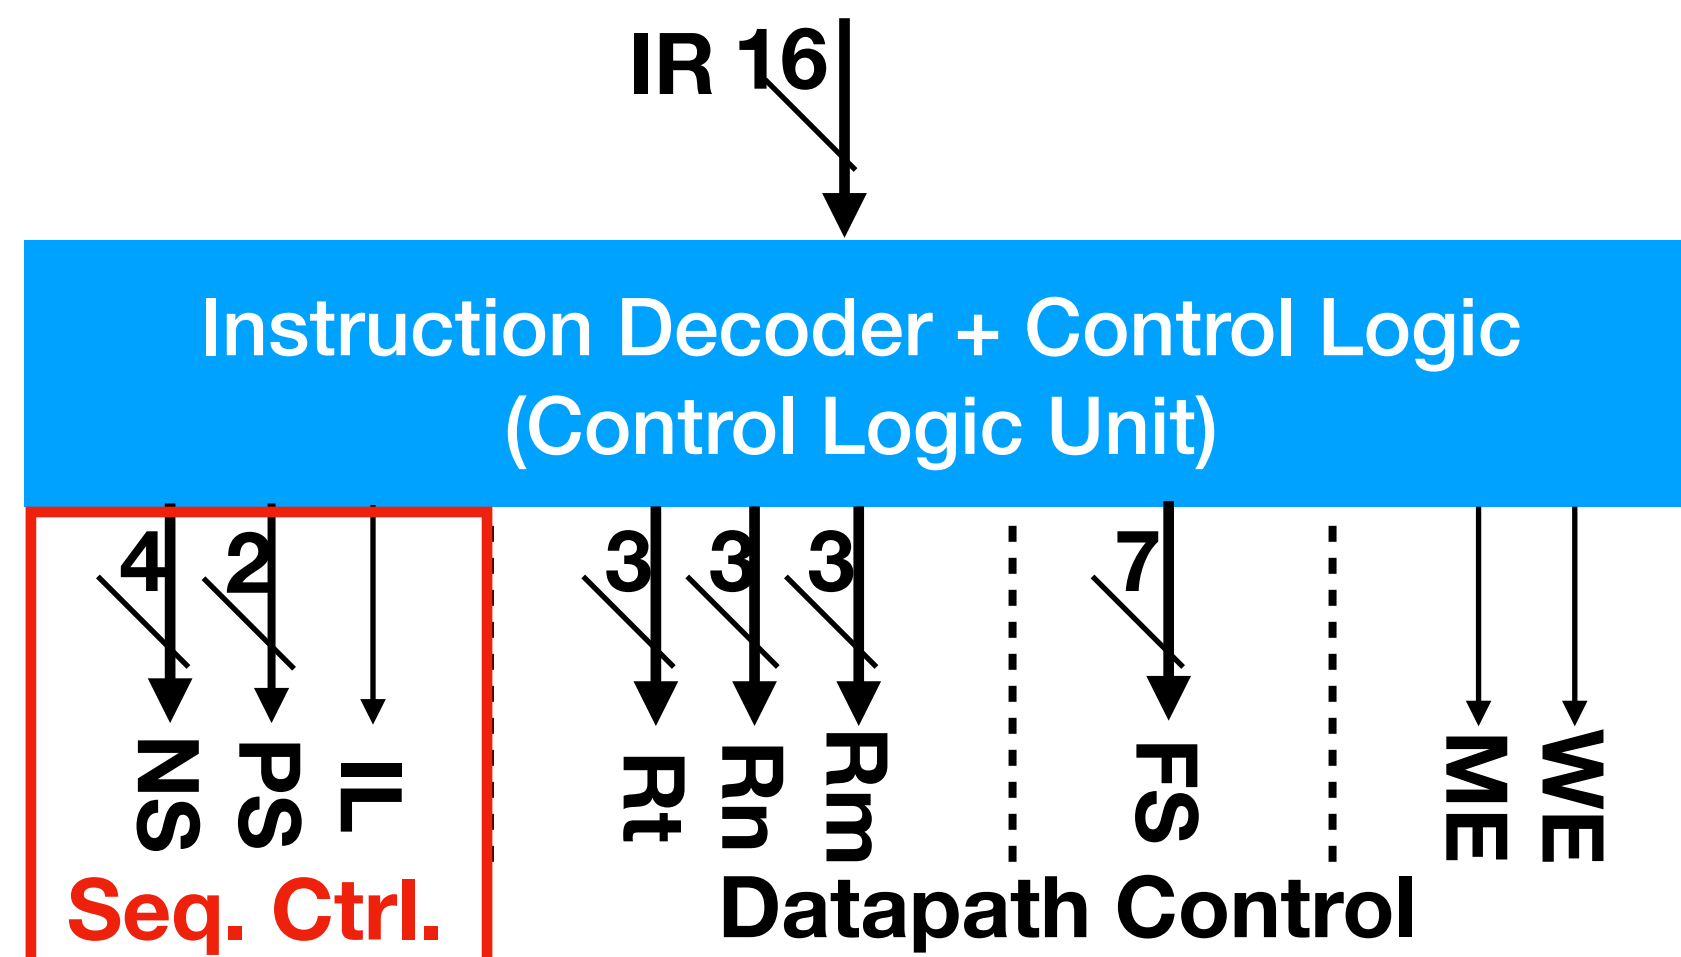 IR 16
Instruction Decoder + Control Logic
(Control Logic Unit)
4 2 3 3 3 7
NS PS IL Rt Rn Rm FS ME WE
Seq. Ctrl. Datapath Control